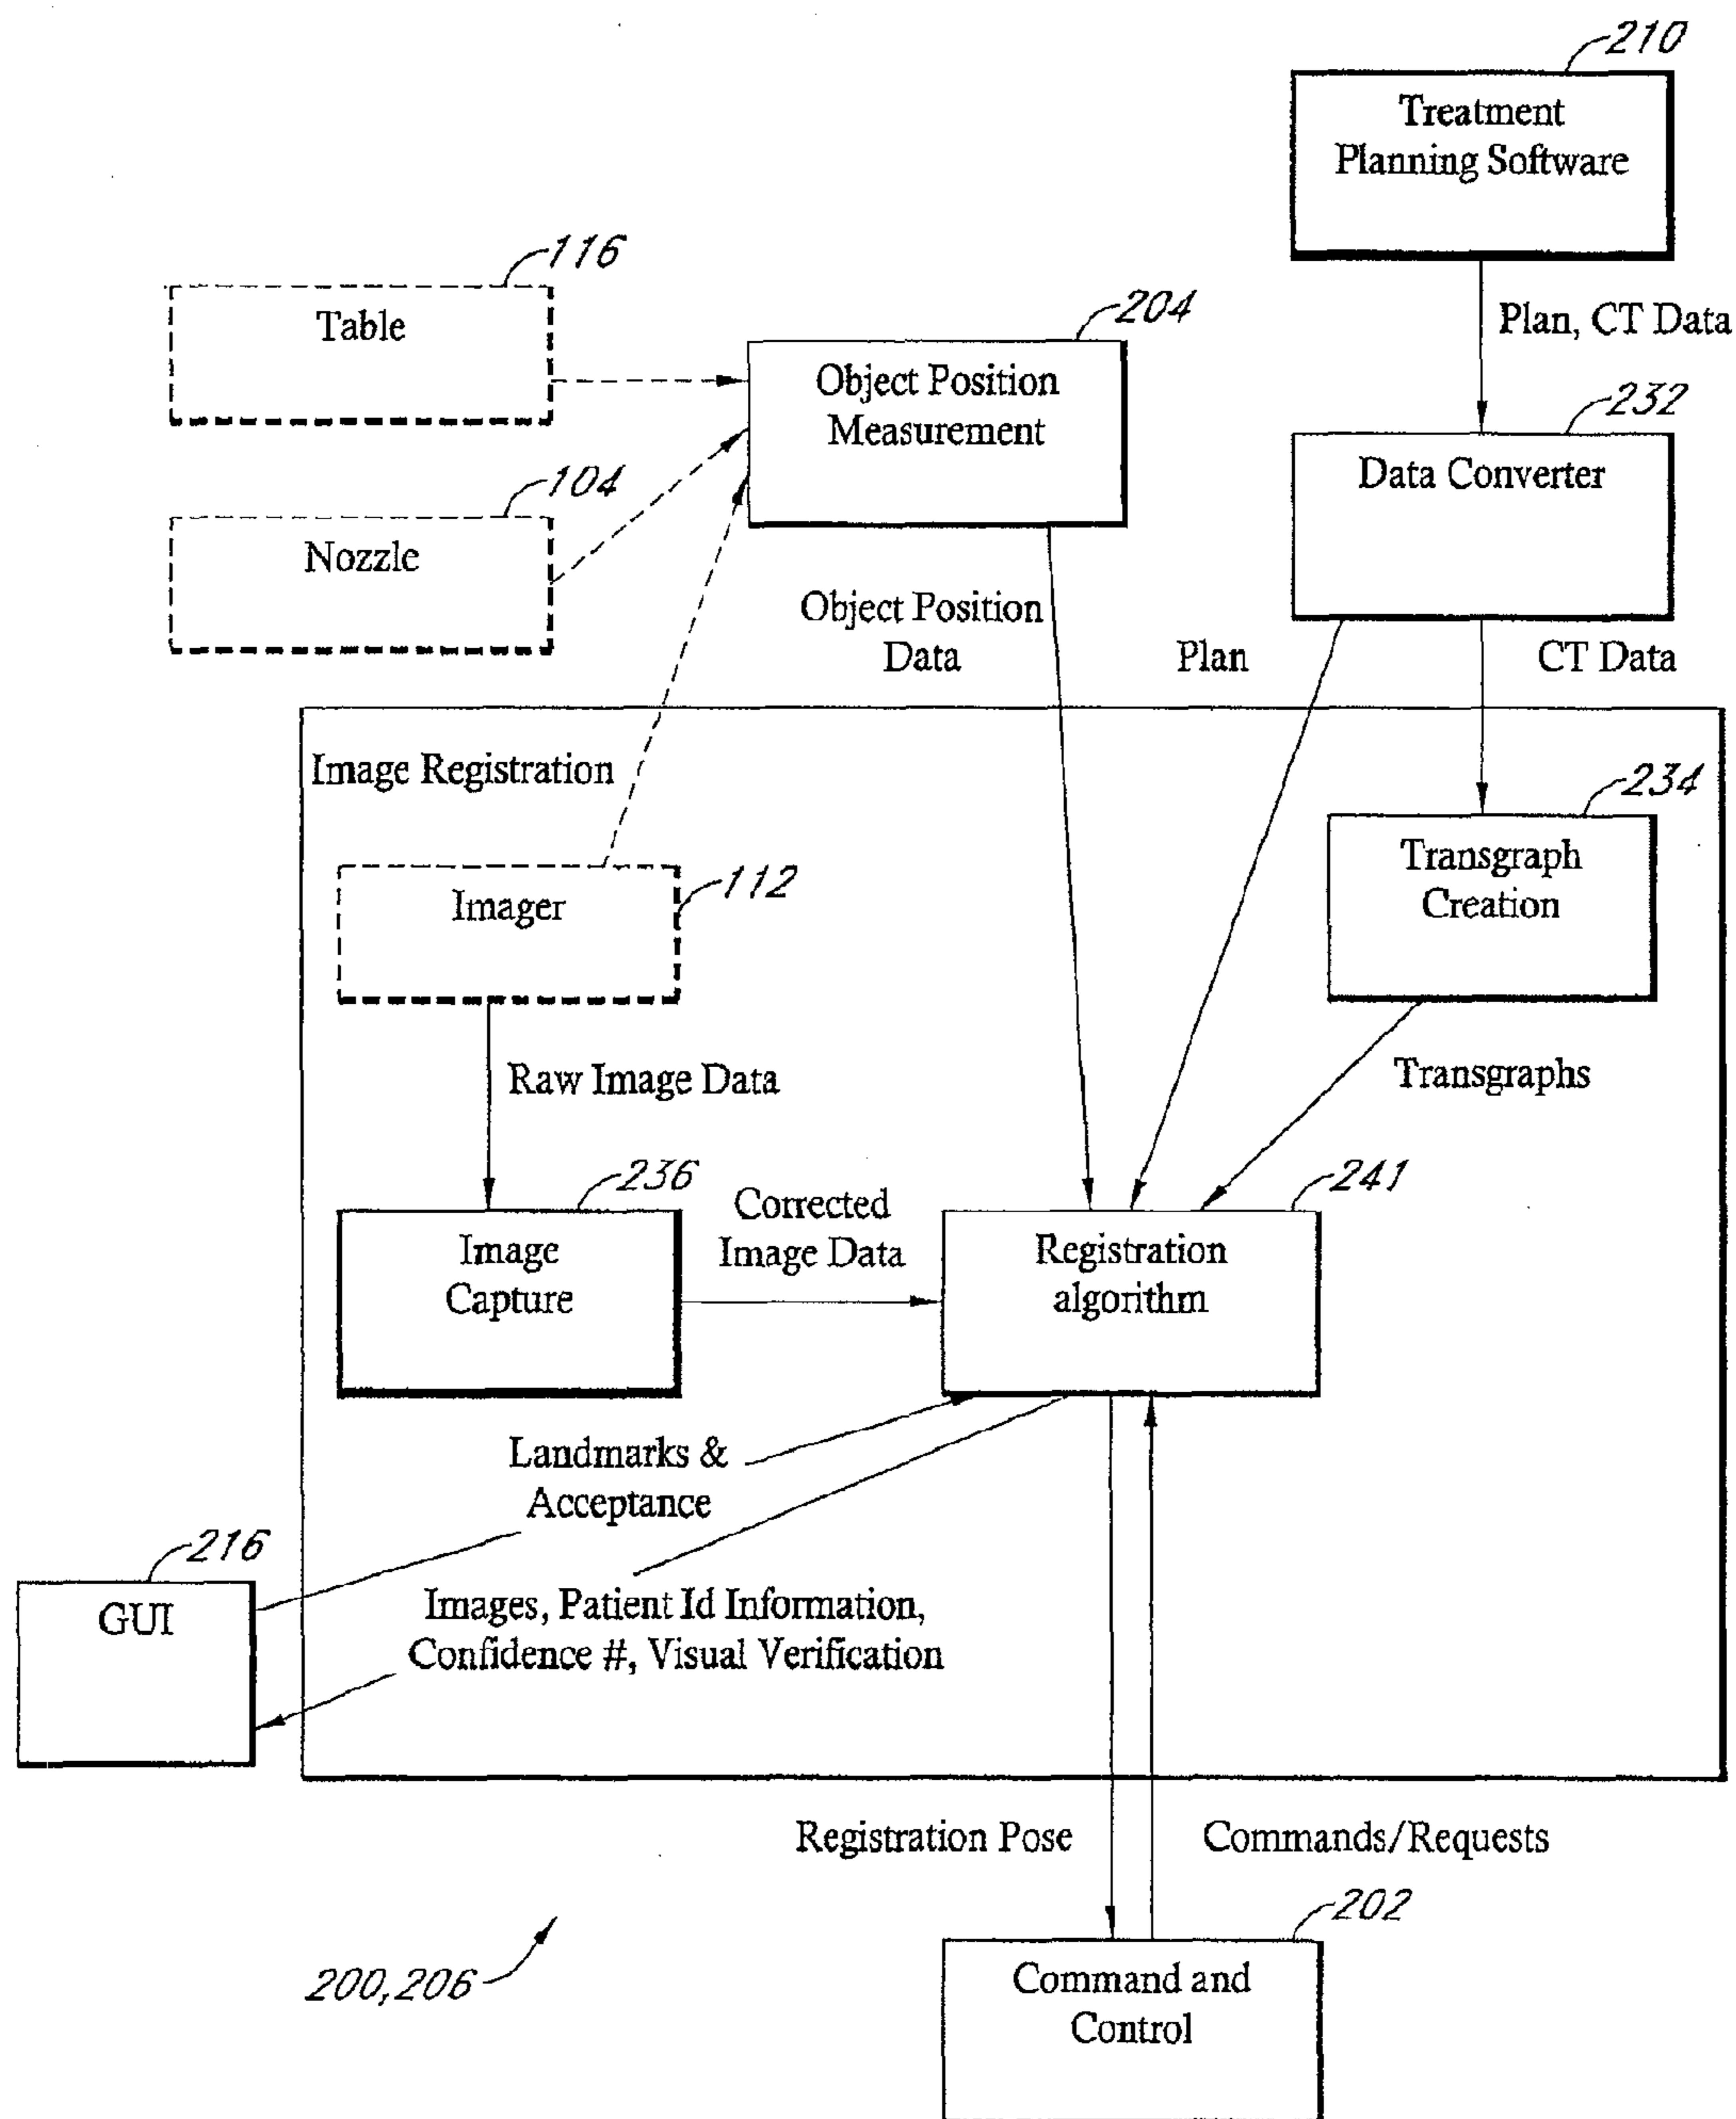 210
Treatment
Planning Software
116
Table
204
Plan, CT Data
Object Position
Measurement
232
Data Converter
104
Nozzle
Object Position
Data
Plan
CT Data
Image Registration
234
Transgraph
Creation
112
Imager
Raw Image Data
Transgraphs
236
Image
Capture
Corrected
Image Data
241
Registration
algorithm
Landmarks &
Acceptance
216
GUI
Images, Patient Id Information,
Confidence #, Visual Verification
Registration Pose
Commands/Requests
202
Command and
Control
200,206